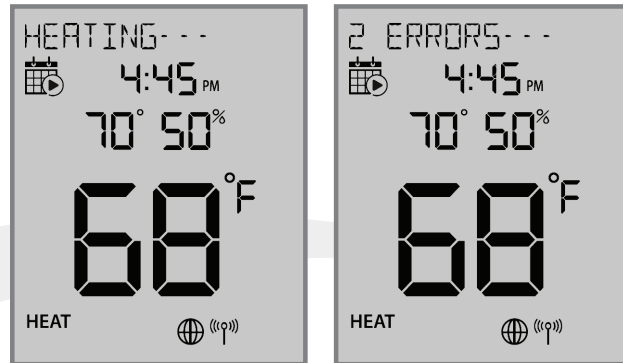 HEATING- - -
4:45 PM
70° 50%
68°F
HEAT
2 ERRORS- - -
4:45 PM
70° 50%
68°F
HEAT